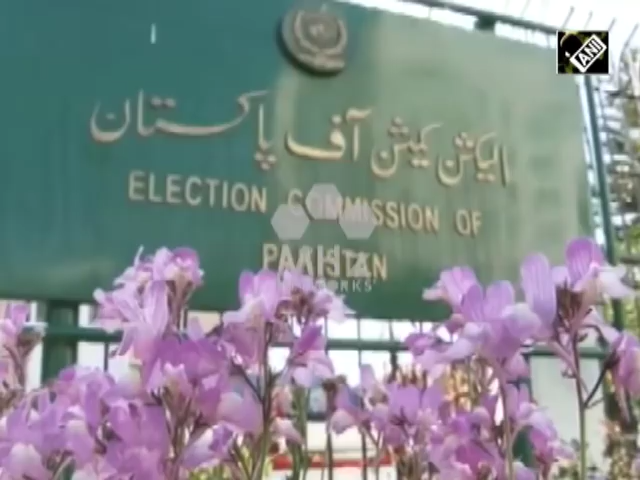 ANI
الیکشن کمیشن آف پاکستان
ELECTION COMMISSION OF
PAKISTAN